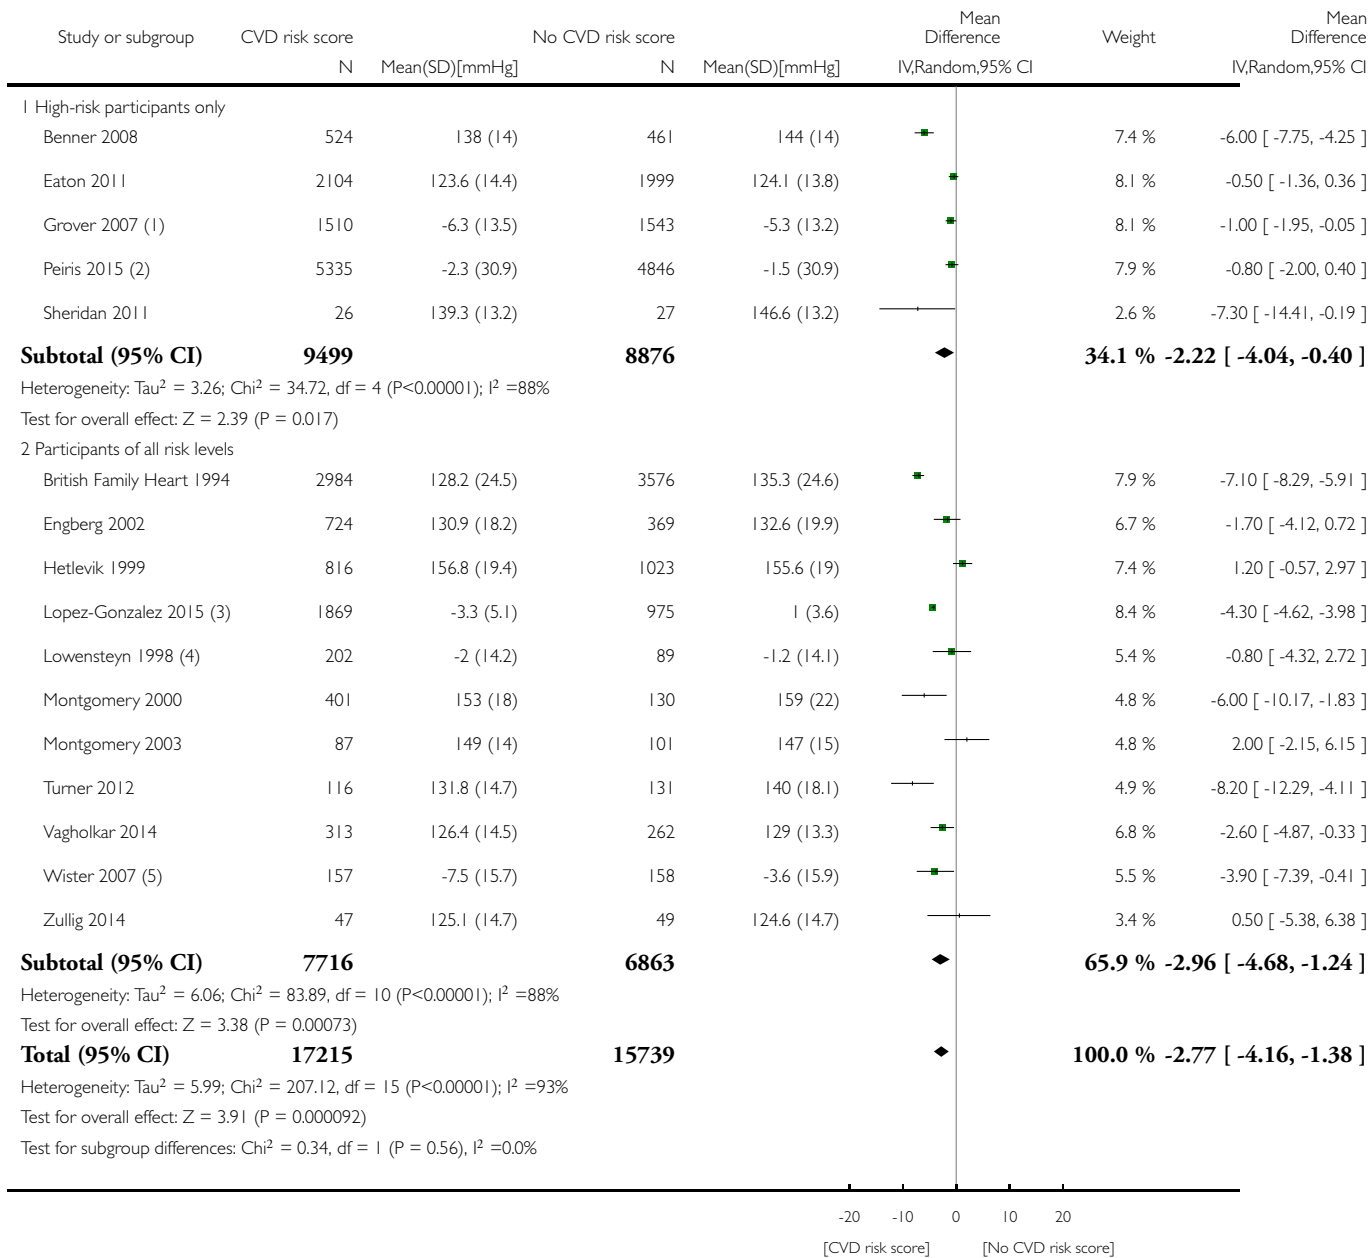 Study or subgroup CVD risk score No CVD risk score Mean Difference Weight Mean Difference
N Mean(SD)[mmHg] N Mean(SD)[mmHg] IV,Random,95% CI IV,Random,95% CI
1 High-risk participants only
Benner 2008 524 138 (14) 461 144 (14) 7.4 % -6.00 [ -7.75, -4.25 ]
Eaton 2011 2104 123.6 (14.4) 1999 124.1 (13.8) 8.1 % -0.50 [ -1.36, 0.36 ]
Grover 2007 (1) 1510 -6.3 (13.5) 1543 -5.3 (13.2) 8.1 % -1.00 [ -1.95, -0.05 ]
Peiris 2015 (2) 5335 -2.3 (30.9) 4846 -1.5 (30.9) 7.9 % -0.80 [ -2.00, 0.40 ]
Sheridan 2011 26 139.3 (13.2) 27 146.6 (13.2) 2.6 % -7.30 [ -14.41, -0.19 ]
Subtotal (95% CI) 9499 8876 34.1 % -2.22 [ -4.04, -0.40 ]
Heterogeneity: Tau² = 3.26; Chi² = 34.72, df = 4 (P<0.00001); I² =88%
Test for overall effect: Z = 2.39 (P = 0.017)
2 Participants of all risk levels
British Family Heart 1994 2984 128.2 (24.5) 3576 135.3 (24.6) 7.9 % -7.10 [ -8.29, -5.91 ]
Engberg 2002 724 130.9 (18.2) 369 132.6 (19.9) 6.7 % -1.70 [ -4.12, 0.72 ]
Hetlevik 1999 816 156.8 (19.4) 1023 155.6 (19) 7.4 % 1.20 [ -0.57, 2.97 ]
Lopez-Gonzalez 2015 (3) 1869 -3.3 (5.1) 975 1 (3.6) 8.4 % -4.30 [ -4.62, -3.98 ]
Lowensteyn 1998 (4) 202 -2 (14.2) 89 -1.2 (14.1) 5.4 % -0.80 [ -4.32, 2.72 ]
Montgomery 2000 401 153 (18) 130 159 (22) 4.8 % -6.00 [ -10.17, -1.83 ]
Montgomery 2003 87 149 (14) 101 147 (15) 4.8 % 2.00 [ -2.15, 6.15 ]
Turner 2012 116 131.8 (14.7) 131 140 (18.1) 4.9 % -8.20 [ -12.29, -4.11 ]
Vagholkar 2014 313 126.4 (14.5) 262 129 (13.3) 6.8 % -2.60 [ -4.87, -0.33 ]
Wister 2007 (5) 157 -7.5 (15.7) 158 -3.6 (15.9) 5.5 % -3.90 [ -7.39, -0.41 ]
Zullig 2014 47 125.1 (14.7) 49 124.6 (14.7) 3.4 % 0.50 [ -5.38, 6.38 ]
Subtotal (95% CI) 7716 6863 65.9 % -2.96 [ -4.68, -1.24 ]
Heterogeneity: Tau² = 6.06; Chi² = 83.89, df = 10 (P<0.00001); I² =88%
Test for overall effect: Z = 3.38 (P = 0.00073)
Total (95% CI) 17215 15739 100.0 % -2.77 [ -4.16, -1.38 ]
Heterogeneity: Tau² = 5.99; Chi² = 207.12, df = 15 (P<0.00001); I² =93%
Test for overall effect: Z = 3.91 (P = 0.000092)
Test for subgroup differences: Chi² = 0.34, df = 1 (P = 0.56), I² =0.0%
-20 -10 0 10 20
[CVD risk score] [No CVD risk score]